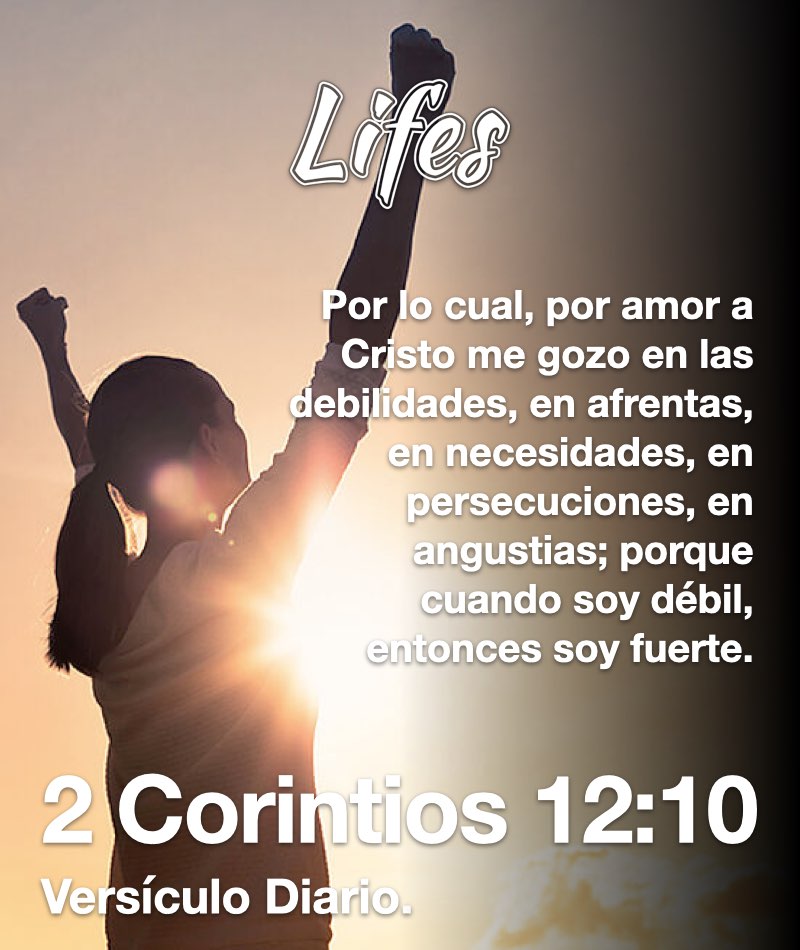 Lifes
Por lo cual, por amor a
Cristo me gozo en las
debilidades, en afrentas,
en necesidades, en
persecuciones, en
angustias; porque
cuando soy débil,
entonces soy fuerte.
2 Corintios 12:10
Versículo Diario.